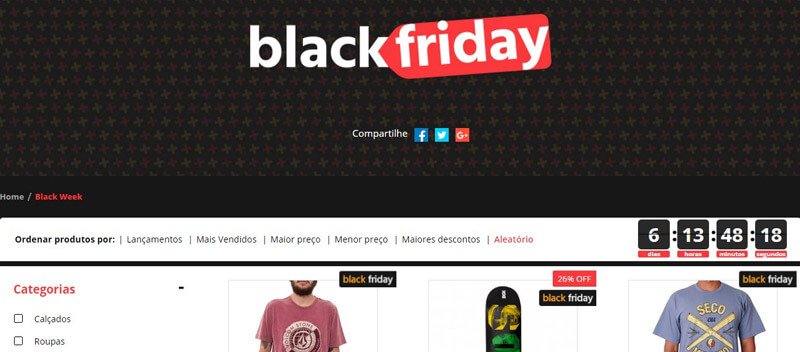 black friday
Compartilhe
Home / Black Week
Ordenar produtos por: | Lançamentos | Mais Vendidos | Maior preço | Menor preço | Maiores descontos | Aleatório
6 : 13 : 48 : 18
dias horas minutos segundos
Categorias -
Calçados
Roupas
black friday
26% OFF
black friday
black friday
SECO